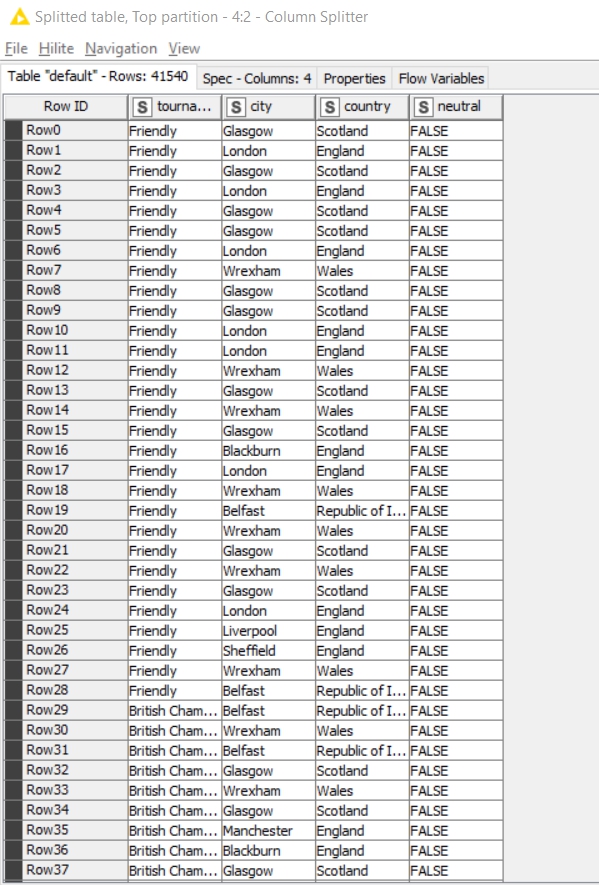 Splitted table, Top partition - 4:2 - Column Splitter
File Hilite Navigation View
Table "default" - Rows: 41540 Spec - Columns: 4 Properties Flow Variables
Row ID S tourna... S city S country S neutral
Row0 Friendly Glasgow Scotland FALSE
Row1 Friendly London England FALSE
Row2 Friendly Glasgow Scotland FALSE
Row3 Friendly London England FALSE
Row4 Friendly Glasgow Scotland FALSE
Row5 Friendly Glasgow Scotland FALSE
Row6 Friendly London England FALSE
Row7 Friendly Wrexham Wales FALSE
Row8 Friendly Glasgow Scotland FALSE
Row9 Friendly Glasgow Scotland FALSE
Row10 Friendly London England FALSE
Row11 Friendly London England FALSE
Row12 Friendly Wrexham Wales FALSE
Row13 Friendly Glasgow Scotland FALSE
Row14 Friendly Wrexham Wales FALSE
Row15 Friendly Glasgow Scotland FALSE
Row16 Friendly Blackburn England FALSE
Row17 Friendly London England FALSE
Row18 Friendly Wrexham Wales FALSE
Row19 Friendly Belfast Republic of I... FALSE
Row20 Friendly Wrexham Wales FALSE
Row21 Friendly Glasgow Scotland FALSE
Row22 Friendly Wrexham Wales FALSE
Row23 Friendly Glasgow Scotland FALSE
Row24 Friendly London England FALSE
Row25 Friendly Liverpool England FALSE
Row26 Friendly Sheffield England FALSE
Row27 Friendly Wrexham Wales FALSE
Row28 Friendly Belfast Republic of I... FALSE
Row29 British Cham... Belfast Republic of I... FALSE
Row30 British Cham... Wrexham Wales FALSE
Row31 British Cham... Belfast Republic of I... FALSE
Row32 British Cham... Glasgow Scotland FALSE
Row33 British Cham... Wrexham Wales FALSE
Row34 British Cham... Glasgow Scotland FALSE
Row35 British Cham... Manchester England FALSE
Row36 British Cham... Blackburn England FALSE
Row37 British Cham... Glasgow Scotland FALSE